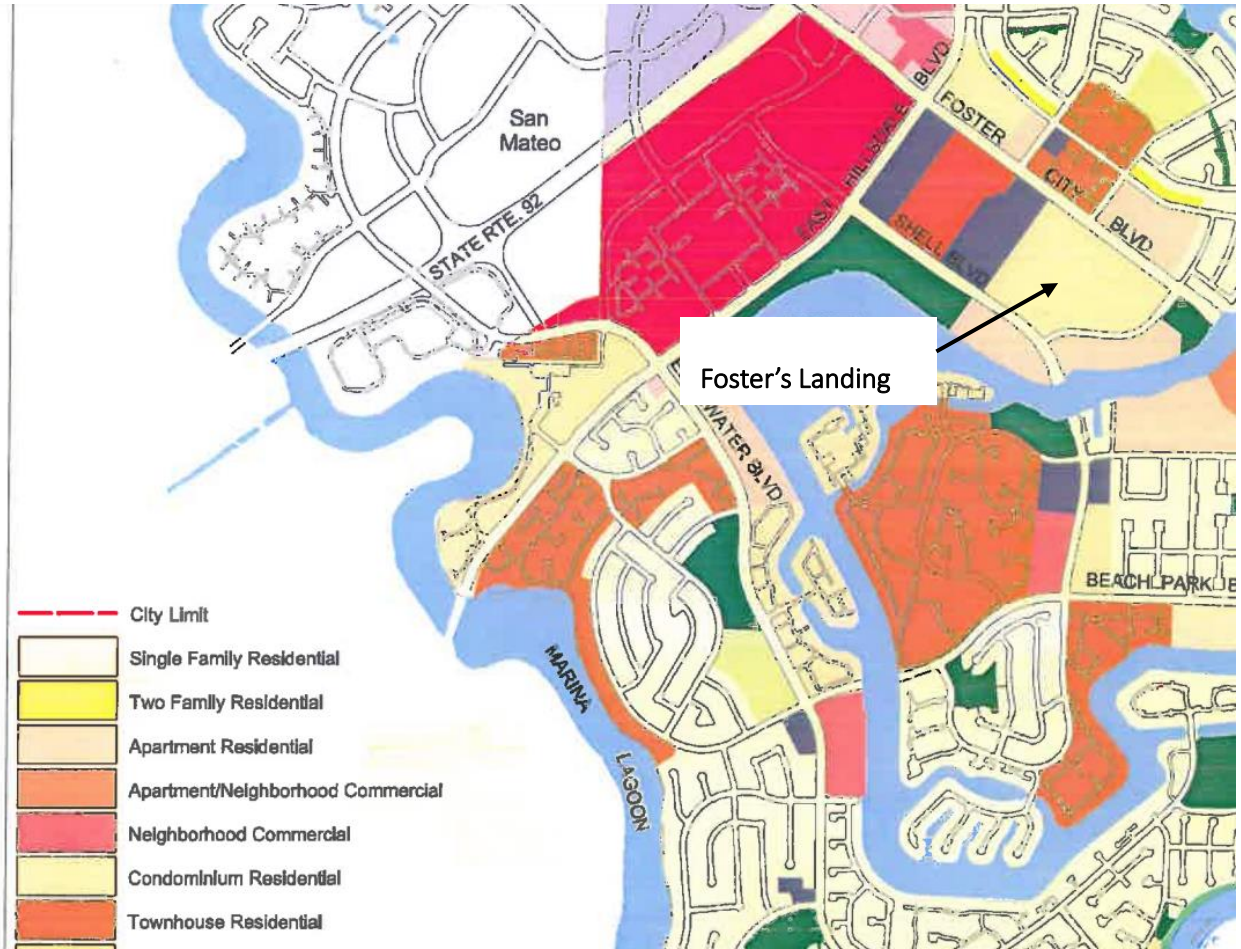 San
Mateo
STATE RTE. 92
EAST HILLSDALE BLVD
FOSTER
CITY
BLVD
SHELL BLVD
Foster’s Landing
WATER BLVD
BEACH PARK
MARINA
LAGOON
City Limit
Single Family Residential
Two Family Residential
Apartment Residential
Apartment/Neighborhood Commercial
Neighborhood Commercial
Condominium Residential
Townhouse Residential